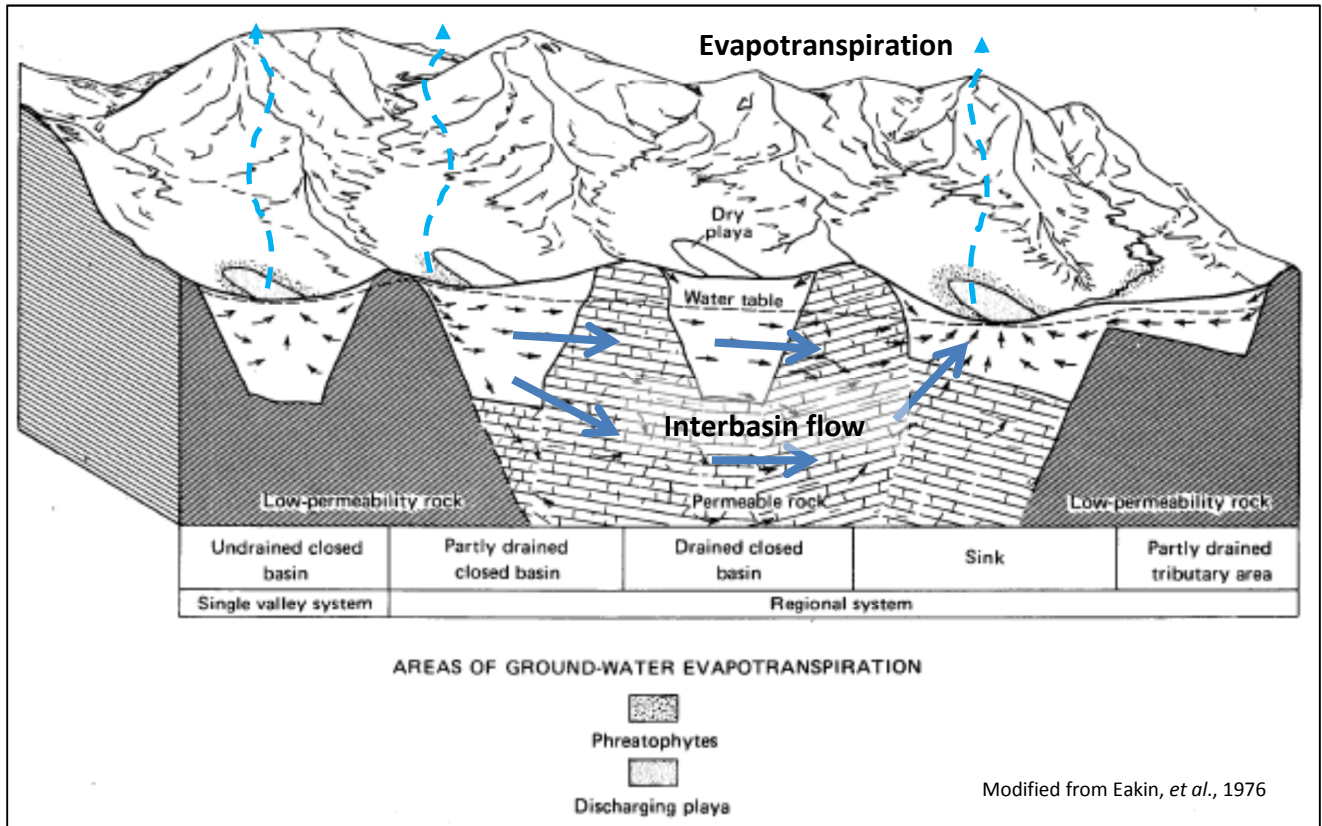 Evapotranspiration
Dry
playa
Water table
Interbasin flow
Low-permeability rock
Permeable rock
Low-permeability rock
Undrained closed
basin
Partly drained
closed basin
Drained closed
basin
Sink
Partly drained
tributary area
Single valley system
Regional system
AREAS OF GROUND-WATER EVAPOTRANSPIRATION
Phreatophytes
Discharging playa
Modified from Eakin, et al., 1976